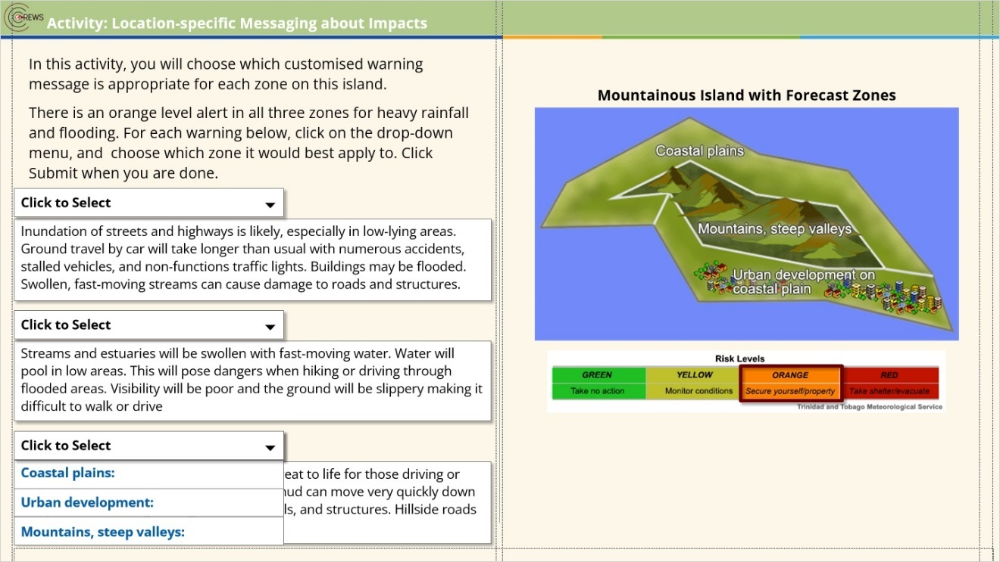 CREWS
Activity: Location-specific Messaging about Impacts
In this activity, you will choose which customised warning
message is appropriate for each zone on this island.
There is an orange level alert in all three zones for heavy rainfall
and flooding. For each warning below, click on the drop-down
menu, and  choose which zone it would best apply to. Click
Submit when you are done.
Click to Select
Inundation of streets and highways is likely, especially in low-lying areas.
Ground travel by car will take longer than usual with numerous accidents,
stalled vehicles, and non-functions traffic lights. Buildings may be flooded.
Swollen, fast-moving streams can cause damage to roads and structures.
Click to Select
Streams and estuaries will be swollen with fast-moving water. Water will
pool in low areas. This will pose dangers when hiking or driving through
flooded areas. Visibility will be poor and the ground will be slippery making it
difficult to walk or drive
Click to Select
Coastal plains:
Urban development:
Mountains, steep valleys:
to life for those driving or
can move very quickly down
and structures. Hillside roads
Mountainous Island with Forecast Zones
Coastal plains
Mountains, steep valleys
Urban development on
coastal plain
Risk Levels
GREEN YELLOW ORANGE RED
Take no action Monitor conditions Secure yourself/property Take shelter/evacuate
Trinidad and Tobago Meteorological Service